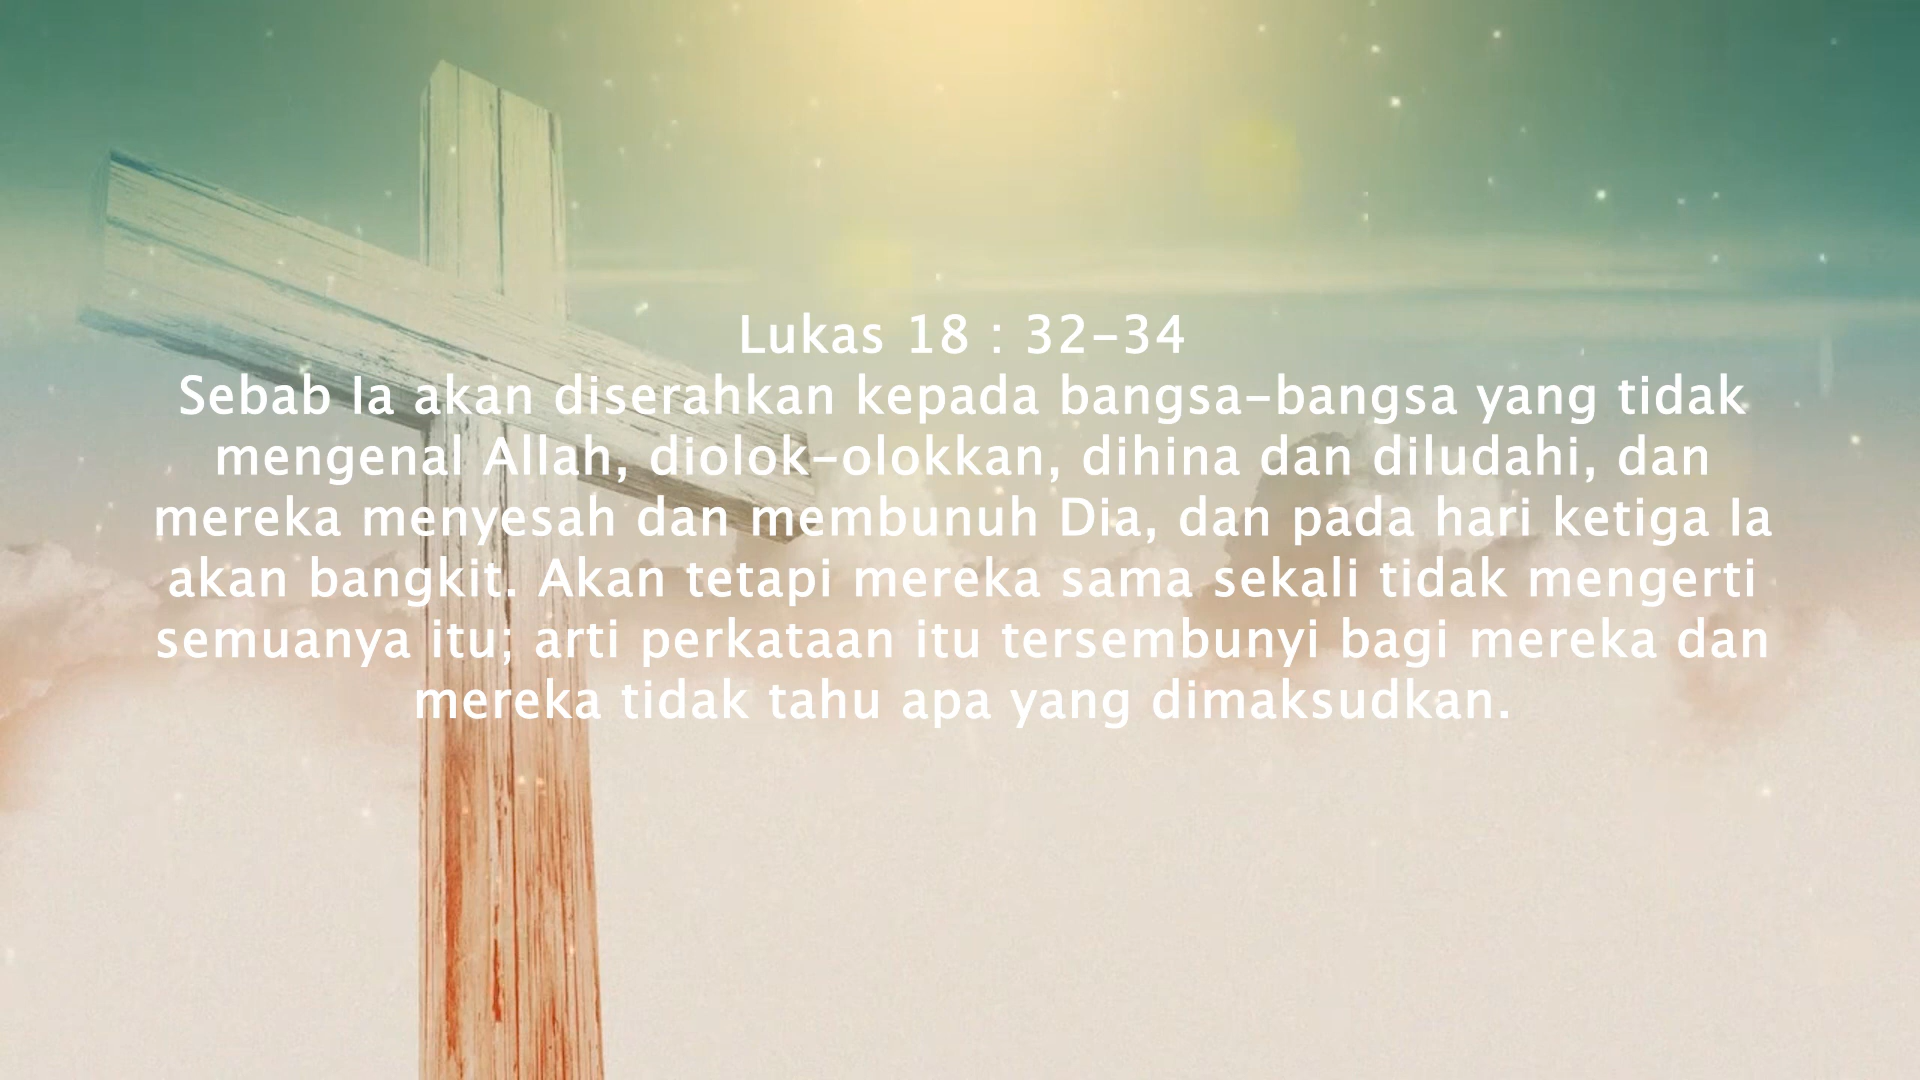 Lukas 18 : 32-34
Sebab Ia akan diserahkan kepada bangsa-bangsa yang tidak
mengenal Allah, diolok-olokkan, dihina dan diludahi, dan
mereka menyesah dan membunuh Dia, dan pada hari ketiga Ia
akan bangkit. Akan tetapi mereka sama sekali tidak mengerti
semuanya itu; arti perkataan itu tersembunyi bagi mereka dan
mereka tidak tahu apa yang dimaksudkan.